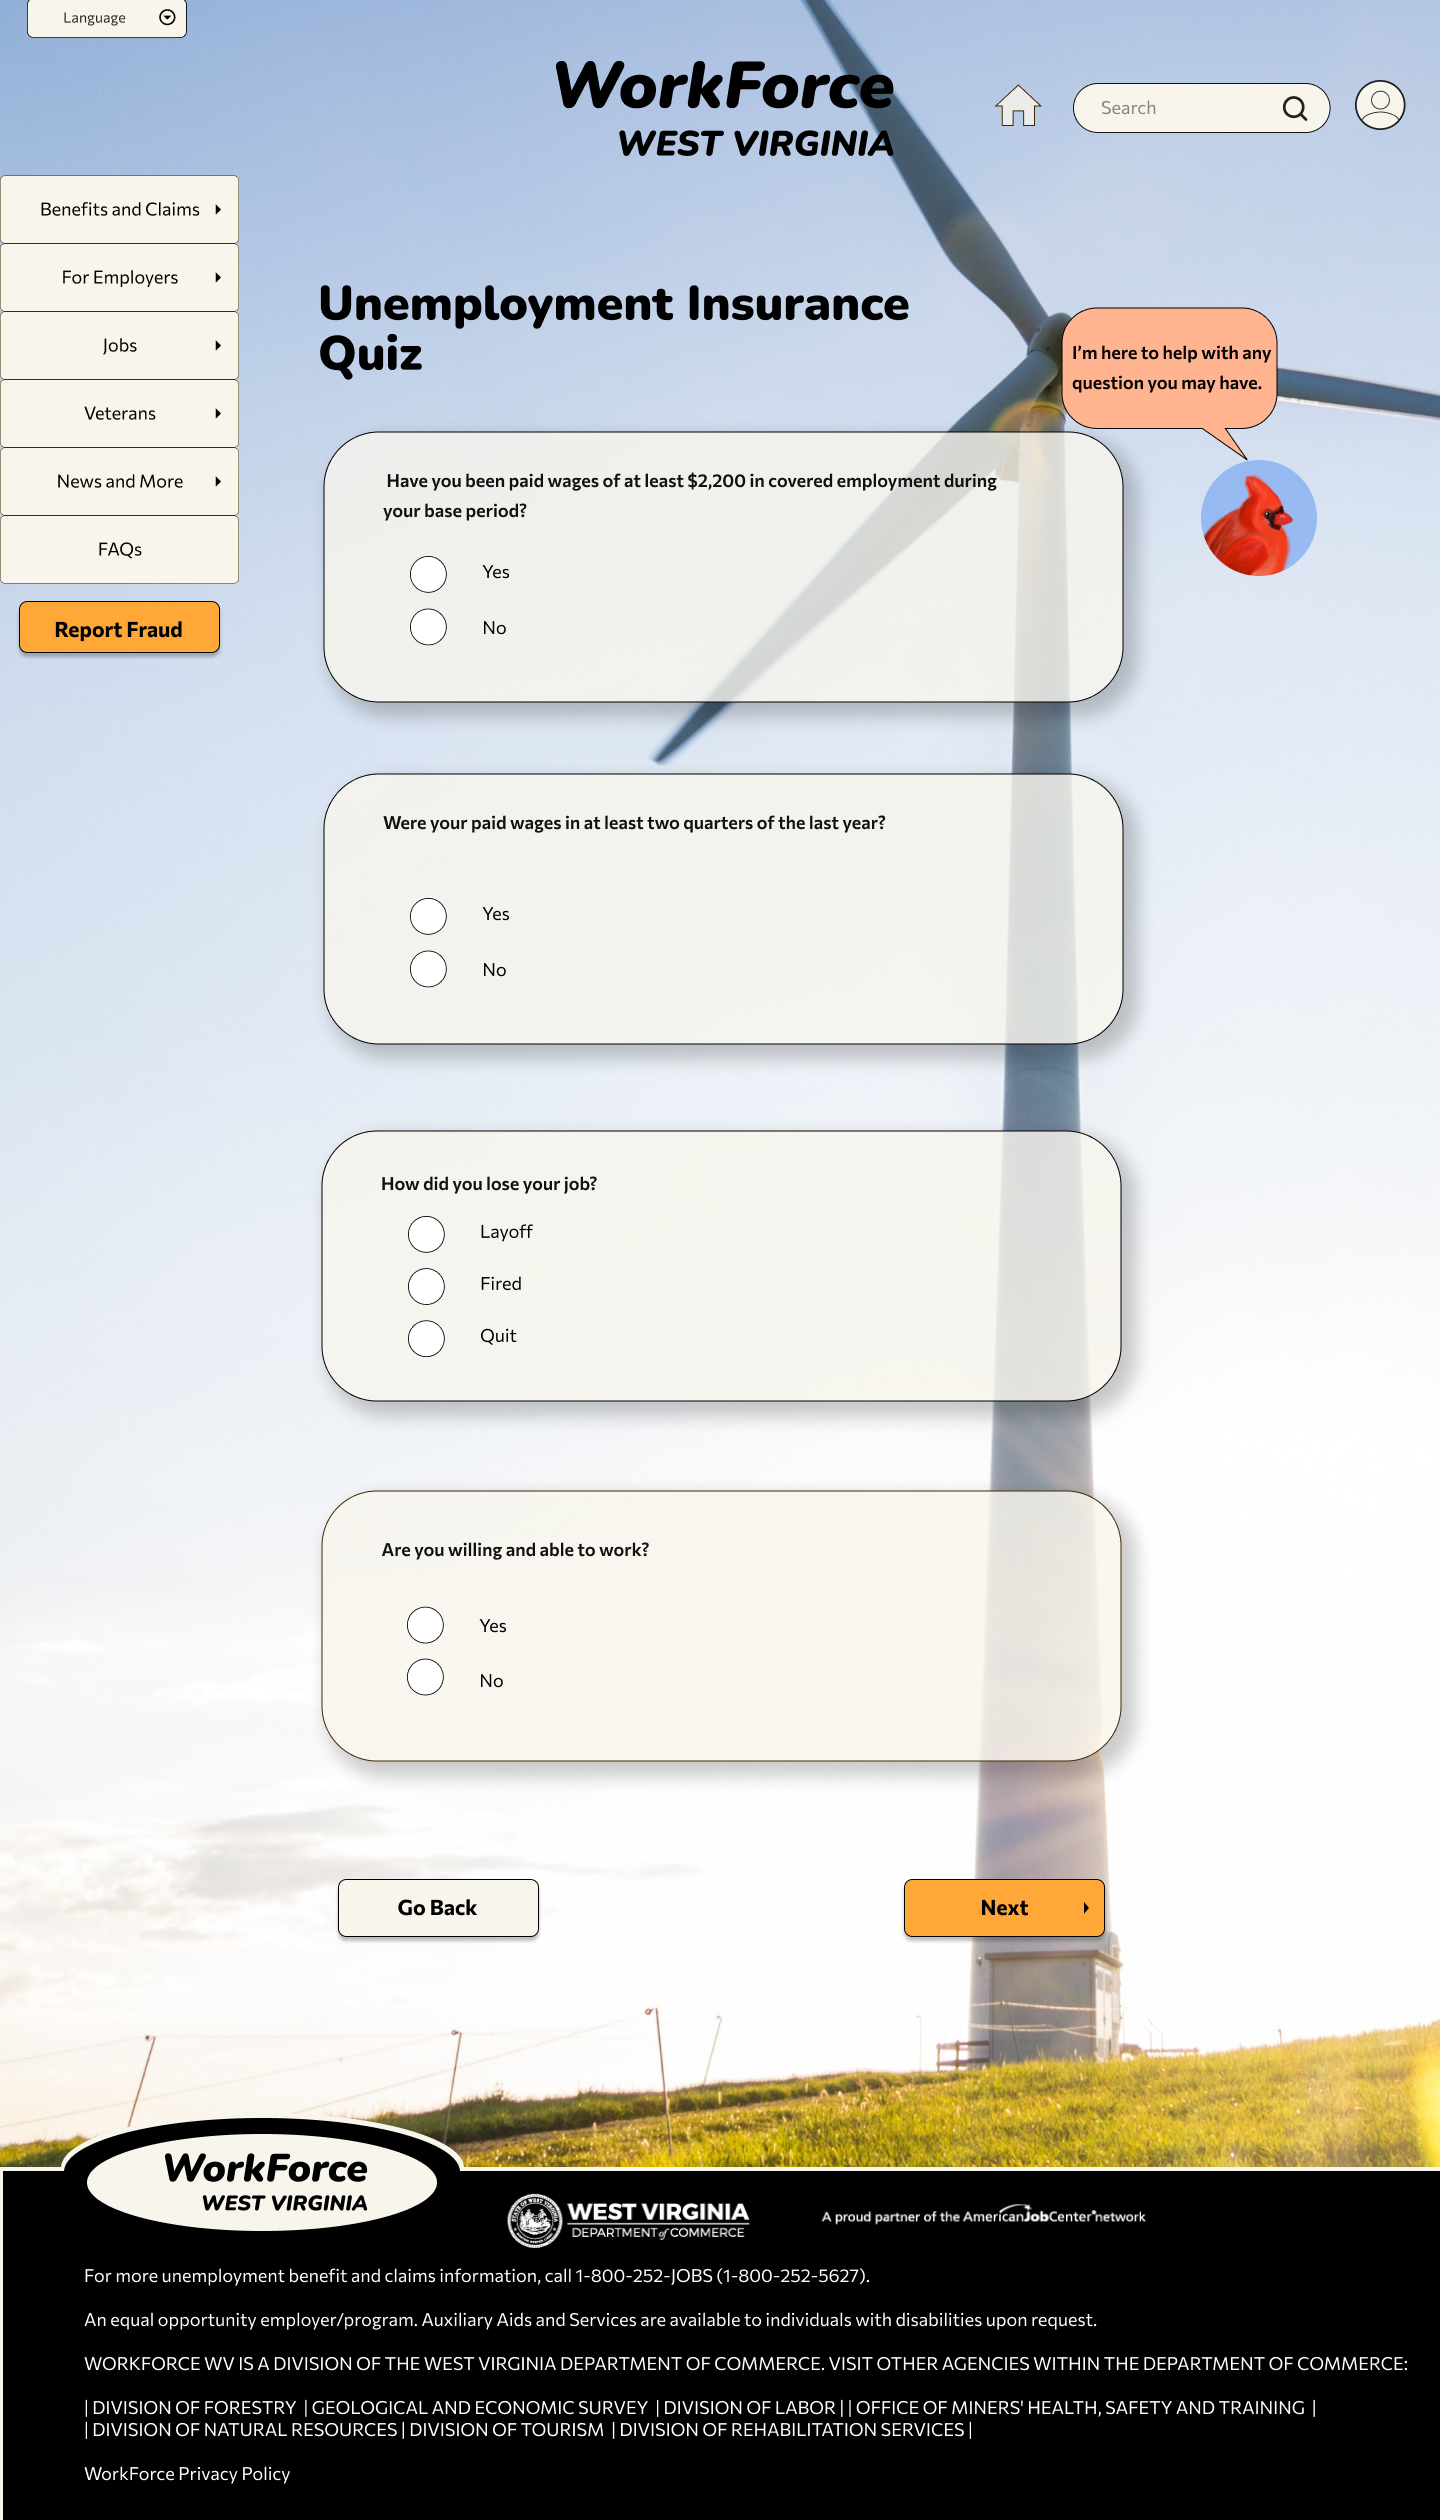 Language
WorkForce
WEST VIRGINIA
Search
Benefits and Claims
For Employers
Jobs
Veterans
News and More
FAQs
Report Fraud
Unemployment Insurance
Quiz
I'm here to help with any
question you may have.
Have you been paid wages of at least $2,200 in covered employment during
your base period?
Yes
No
Were your paid wages in at least two quarters of the last year?
Yes
No
How did you lose your job?
Layoff
Fired
Quit
Are you willing and able to work?
Yes
No
Go Back
Next
WorkForce
WEST VIRGINIA
WEST VIRGINIA
DEPARTMENT of COMMERCE
A proud partner of the AmericanJobCenter network
For more unemployment benefit and claims information, call 1-800-252-JOBS (1-800-252-5627).
An equal opportunity employer/program. Auxiliary Aids and Services are available to individuals with disabilities upon request.
WORKFORCE WV IS A DIVISION OF THE WEST VIRGINIA DEPARTMENT OF COMMERCE. VISIT OTHER AGENCIES WITHIN THE DEPARTMENT OF COMMERCE:
| DIVISION OF FORESTRY | GEOLOGICAL AND ECONOMIC SURVEY | DIVISION OF LABOR | | OFFICE OF MINERS' HEALTH, SAFETY AND TRAINING |
| DIVISION OF NATURAL RESOURCES | DIVISION OF TOURISM | DIVISION OF REHABILITATION SERVICES |
WorkForce Privacy Policy